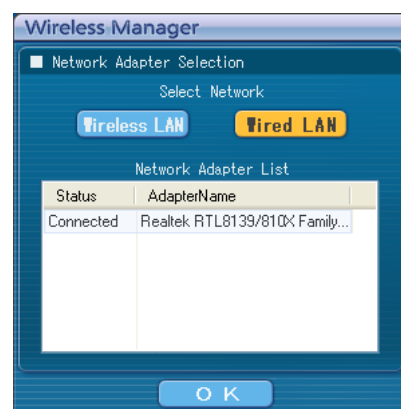 Wireless Manager
Network Adapter Selection
Select Network
Wireless LAN Wired LAN
Network Adapter List
Status AdapterName
Connected Realtek RTL8139/810X Family...
OK